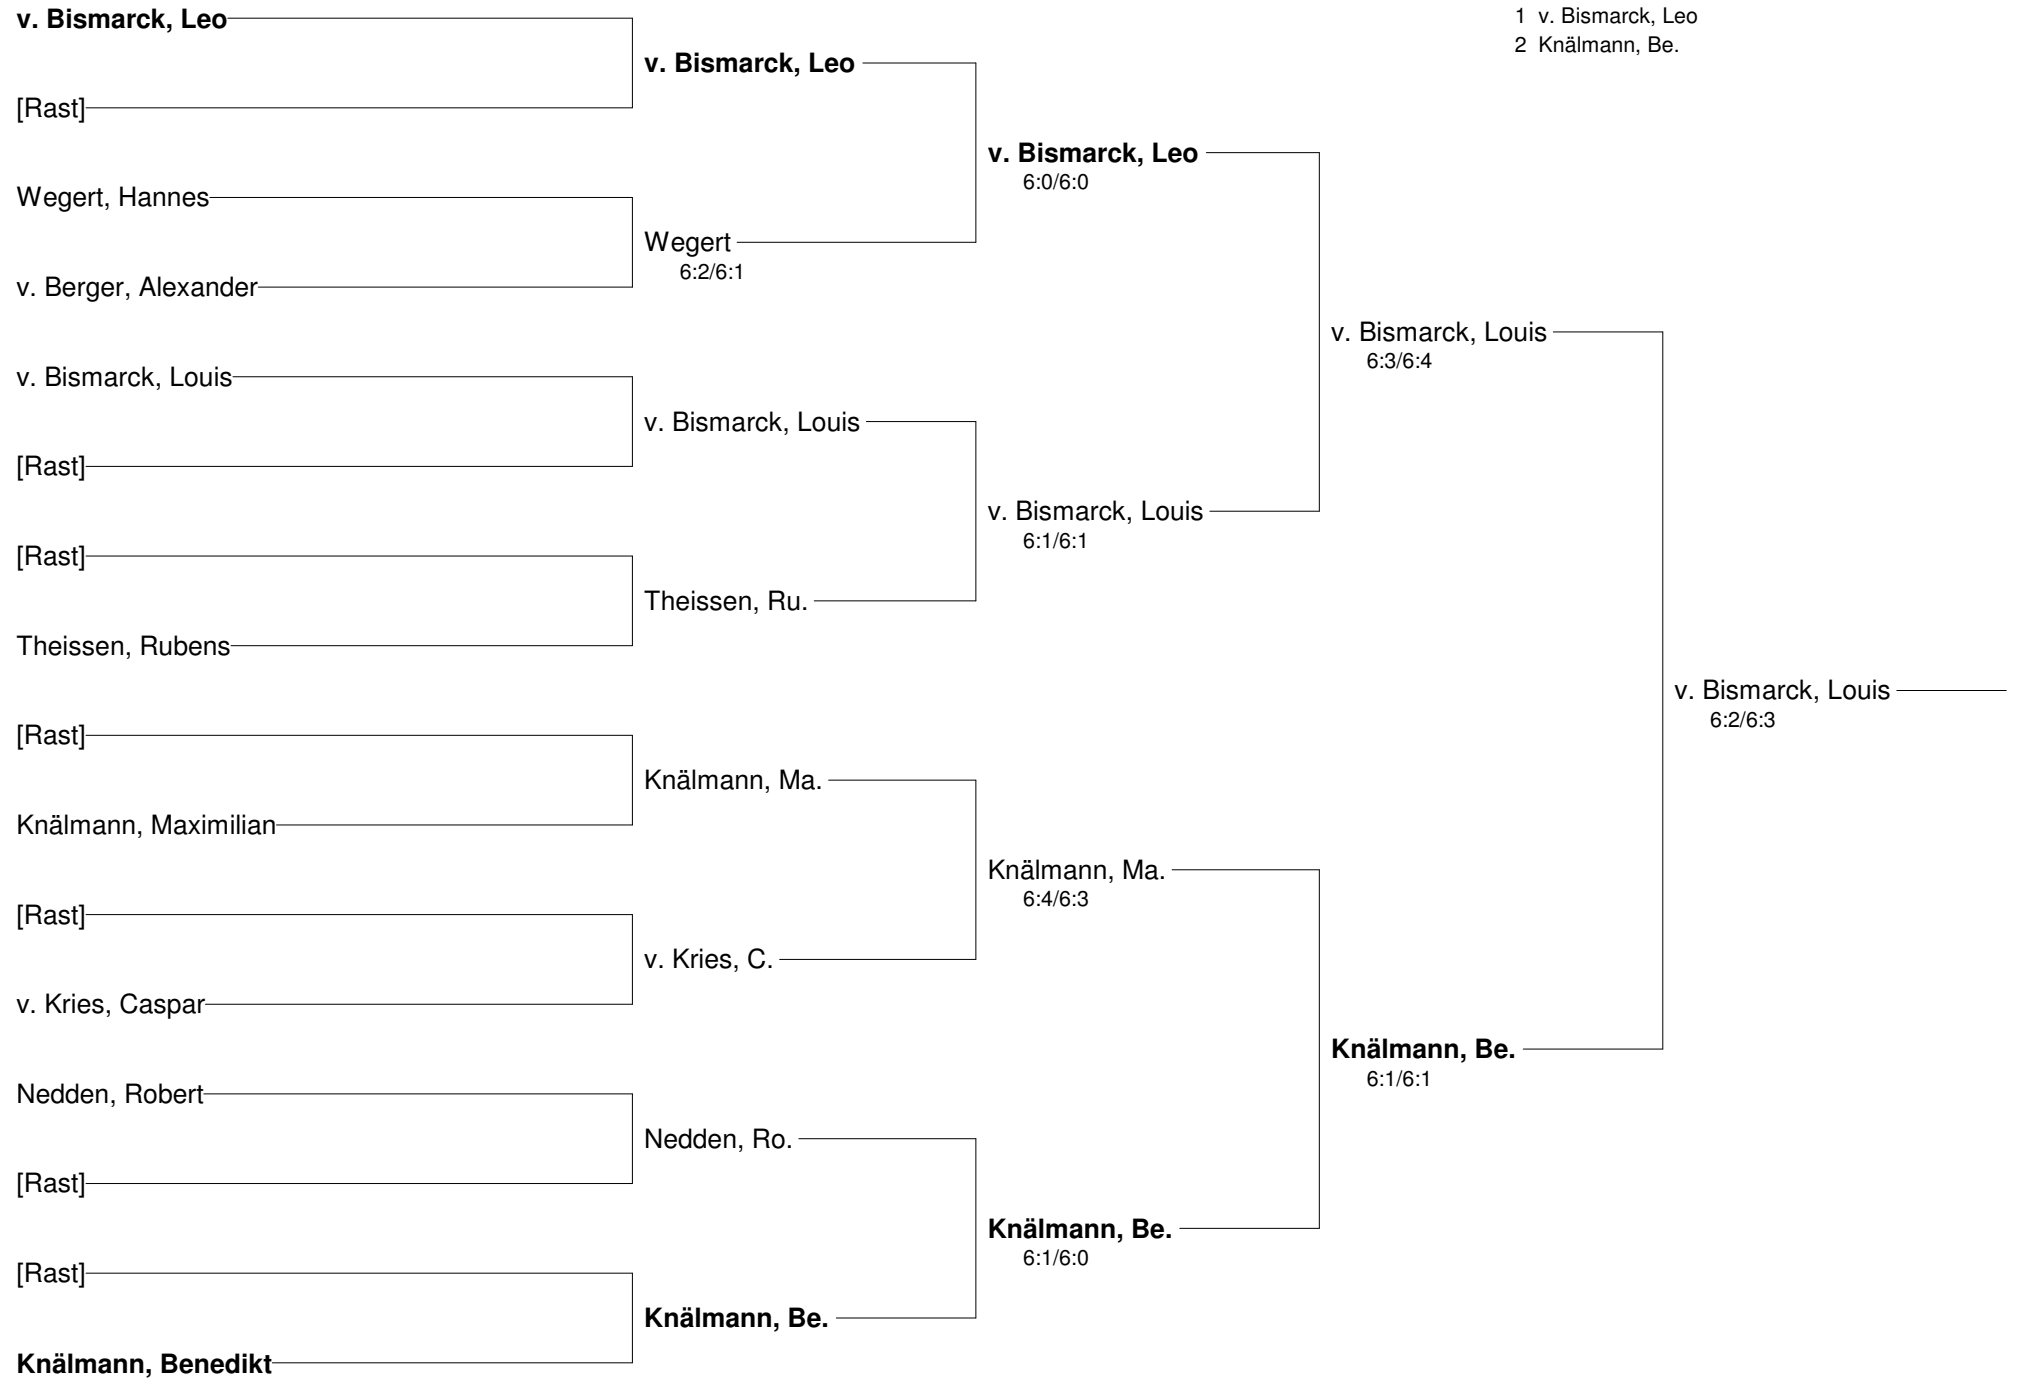 v. Bismarck, Leo
[Rast]
Wegert, Hannes
v. Berger, Alexander
v. Bismarck, Louis
[Rast]
[Rast]
Theissen, Rubens
[Rast]
Knälmann, Maximilian
[Rast]
v. Kries, Caspar
Nedden, Robert
[Rast]
[Rast]
Knälmann, Benedikt
v. Bismarck, Leo
Wegert
6:2/6:1
v. Bismarck, Louis
Theissen, Ru.
Knälmann, Ma.
v. Kries, C.
Nedden, Ro.
Knälmann, Be.
v. Bismarck, Leo
6:0/6:0
v. Bismarck, Louis
6:1/6:1
Knälmann, Ma.
6:4/6:3
Knälmann, Be.
6:1/6:0
v. Bismarck, Louis
6:3/6:4
Knälmann, Be.
6:1/6:1
v. Bismarck, Louis
6:2/6:3
1 v. Bismarck, Leo
2 Knälmann, Be.